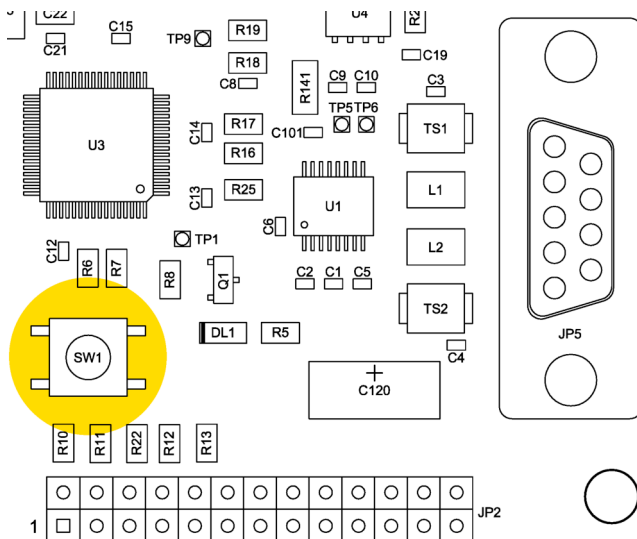 C22
C15
R19
U4
C21
TP9
R18
C19
C8
C9
C10
C3
R141
TP5
TP6
U3
C14
R17
C101
TS1
R16
C13
R25
U1
L1
C6
TP1
C12
R6
R7
R8
Q1
L2
C2
C1
C5
TS2
DL1
R5
JP5
SW1
C4
C120
R10
R11
R22
R12
R13
JP2
1